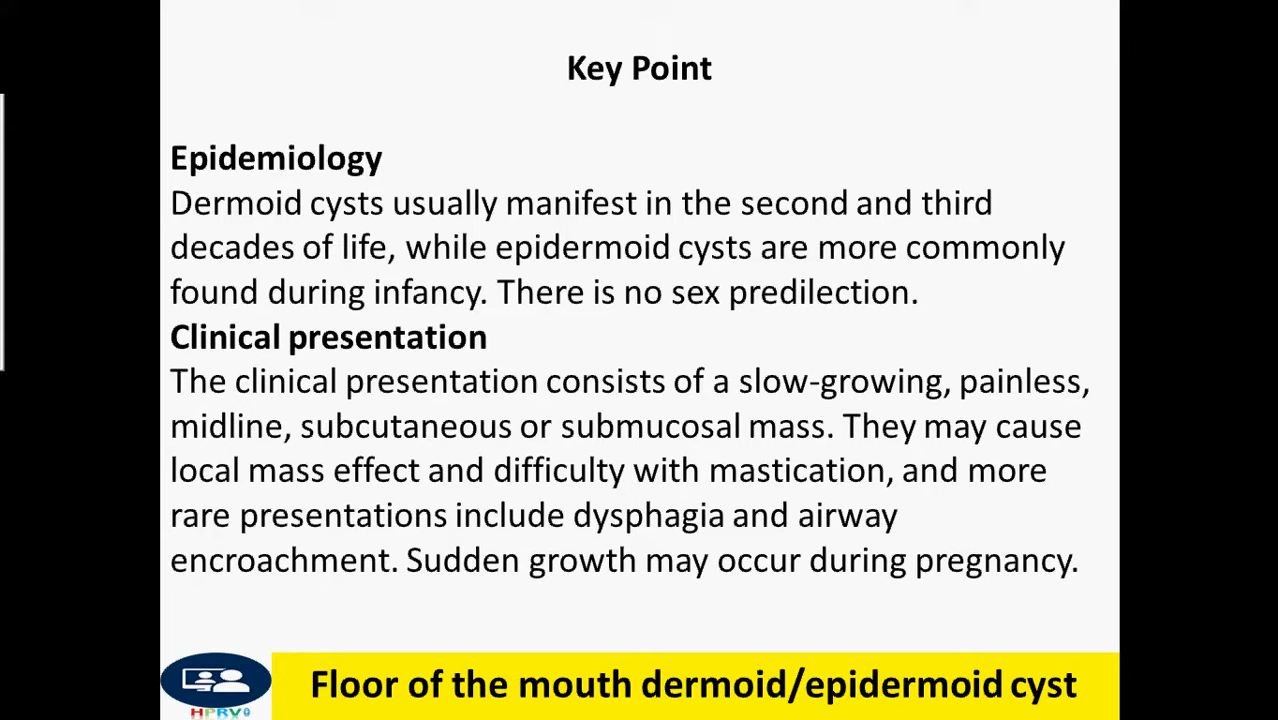 Key Point
Epidemiology
Dermoid cysts usually manifest in the second and third
decades of life, while epidermoid cysts are more commonly
found during infancy. There is no sex predilection.
Clinical presentation
The clinical presentation consists of a slow-growing, painless,
midline, subcutaneous or submucosal mass. They may cause
local mass effect and difficulty with mastication, and more
rare presentations include dysphagia and airway
encroachment. Sudden growth may occur during pregnancy.
Floor of the mouth dermoid/epidermoid cyst
HPRV